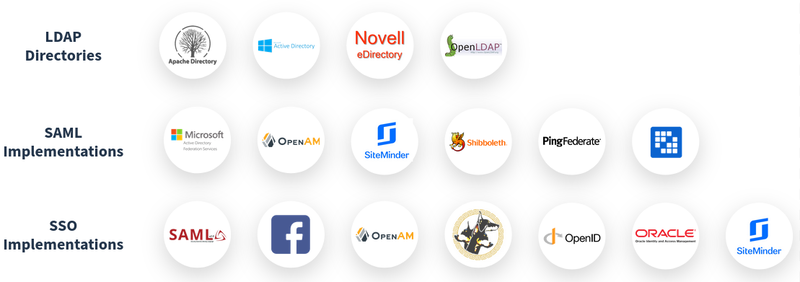 LDAP
Directories
Apache Directory
Active Directory
Novell
eDirectory
OpenLDAP
SAML
Implementations
Microsoft
Active Directory
Federation Services
OPENAM
SiteMinder
Shibboleth.
PingFederate
SSO
Implementations
SAML
f
OPENAM
OpenID
ORACLE
Oracle Identity and Access Management
SiteMinder